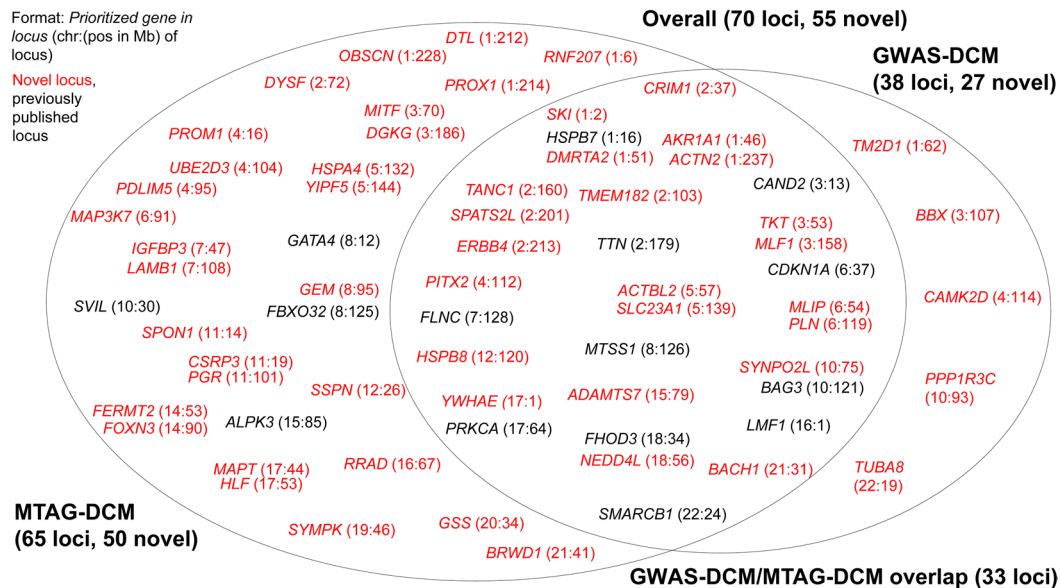 Format: Prioritized gene in
locus (chr:(pos in Mb) of
locus)
Novel locus,
previously
published
locus
Overall (70 loci, 55 novel)
GWAS-DCM
(38 loci, 27 novel)
DTL (1:212)
OBSCN (1:228)
RNF207 (1:6)
DYSF (2:72)
PROX1 (1:214)
MITF (3:70)
DGKG (3:186)
PROM1 (4:16)
UBE2D3 (4:104)
HSPA4 (5:132)
PDLIM5 (4:95)
YIPF5 (5:144)
MAP3K7 (6:91)
IGFBP3 (7:47)
GATA4 (8:12)
LAMB1 (7:108)
GEM (8:95)
SVIL (10:30)
FBXO32 (8:125)
SPON1 (11:14)
CSRP3 (11:19)
PGR (11:101)
SSPN (12:26)
FERMT2 (14:53)
FOXN3 (14:90)
ALPK3 (15:85)
MAPT (17:44)
HLF (17:53)
RRAD (16:67)
SYMPK (19:46)
GSS (20:34)
BRWD1 (21:41)
CRIM1 (2:37)
SKI (1:2)
HSPB7 (1:16)
AKR1A1 (1:46)
DMRTA2 (1:51)
ACTN2 (1:237)
CAND2 (3:13)
TANC1 (2:160)
TMEM182 (2:103)
SPATS2L (2:201)
TKT (3:53)
MLF1 (3:158)
ERBB4 (2:213)
TTN (2:179)
CDKN1A (6:37)
PITX2 (4:112)
ACTBL2 (5:57)
SLC23A1 (5:139)
MLIP (6:54)
PLN (6:119)
FLNC (7:128)
MTSS1 (8:126)
HSPB8 (12:120)
SYNPO2L (10:75)
BAG3 (10:121)
YWHAE (17:1)
ADAMTS7 (15:79)
PRKCA (17:64)
LMF1 (16:1)
FHOD3 (18:34)
NEDD4L (18:56)
BACH1 (21:31)
SMARCB1 (22:24)
TM2D1 (1:62)
BBX (3:107)
CAMK2D (4:114)
PPP1R3C
(10:93)
TUBA8
(22:19)
MTAG-DCM
(65 loci, 50 novel)
GWAS-DCM/MTAG-DCM overlap (33 loci)